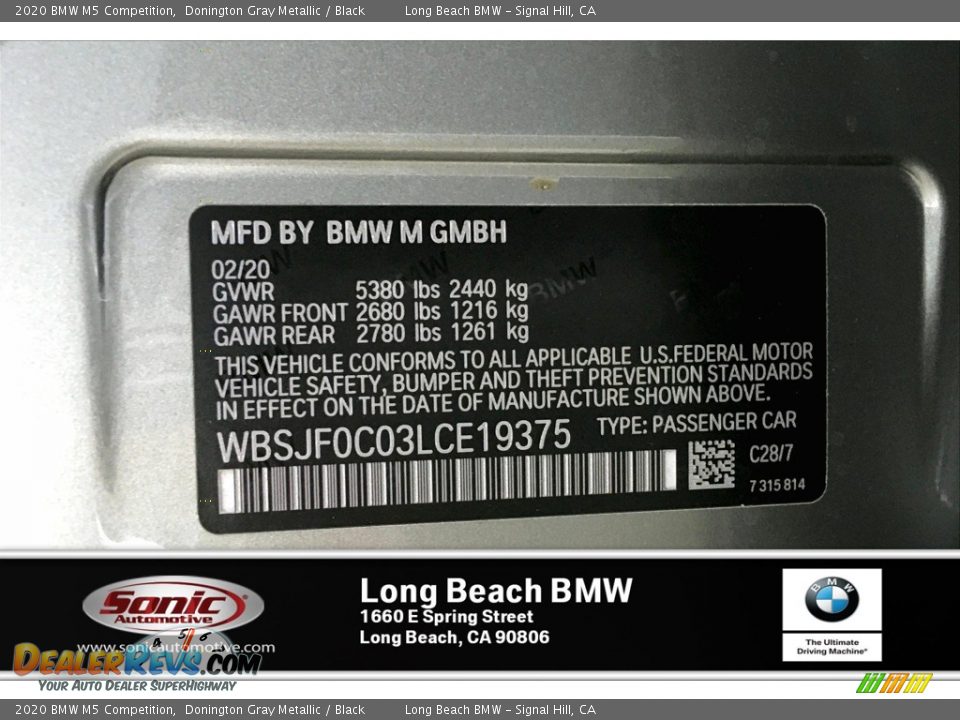 2020 BMW M5 Competition, Donington Gray Metallic / Black Long Beach BMW - Signal Hill, CA
MFD BY BMW M GMBH
02/20
GVWR 5380 lbs 2440 kg
GAWR FRONT 2680 lbs 1216 kg
GAWR REAR 2780 lbs 1261 kg
THIS VEHICLE CONFORMS TO ALL APPLICABLE U.S.FEDERAL MOTOR
VEHICLE SAFETY, BUMPER AND THEFT PREVENTION STANDARDS
IN EFFECT ON THE DATE OF MANUFACTURE SHOWN ABOVE.
WBSJF0C03LCE19375 TYPE: PASSENGER CAR
C28/7
7 315 814
Sonic
Automotive
www.sonicautomotive.com
Long Beach BMW
1660 E Spring Street
Long Beach, CA 90806
BMW
The Ultimate
Driving Machine®
4 5 6
DEALERREVS.COM
YOUR AUTO DEALER SUPERHIGHWAY
2020 BMW M5 Competition, Donington Gray Metallic / Black Long Beach BMW - Signal Hill, CA